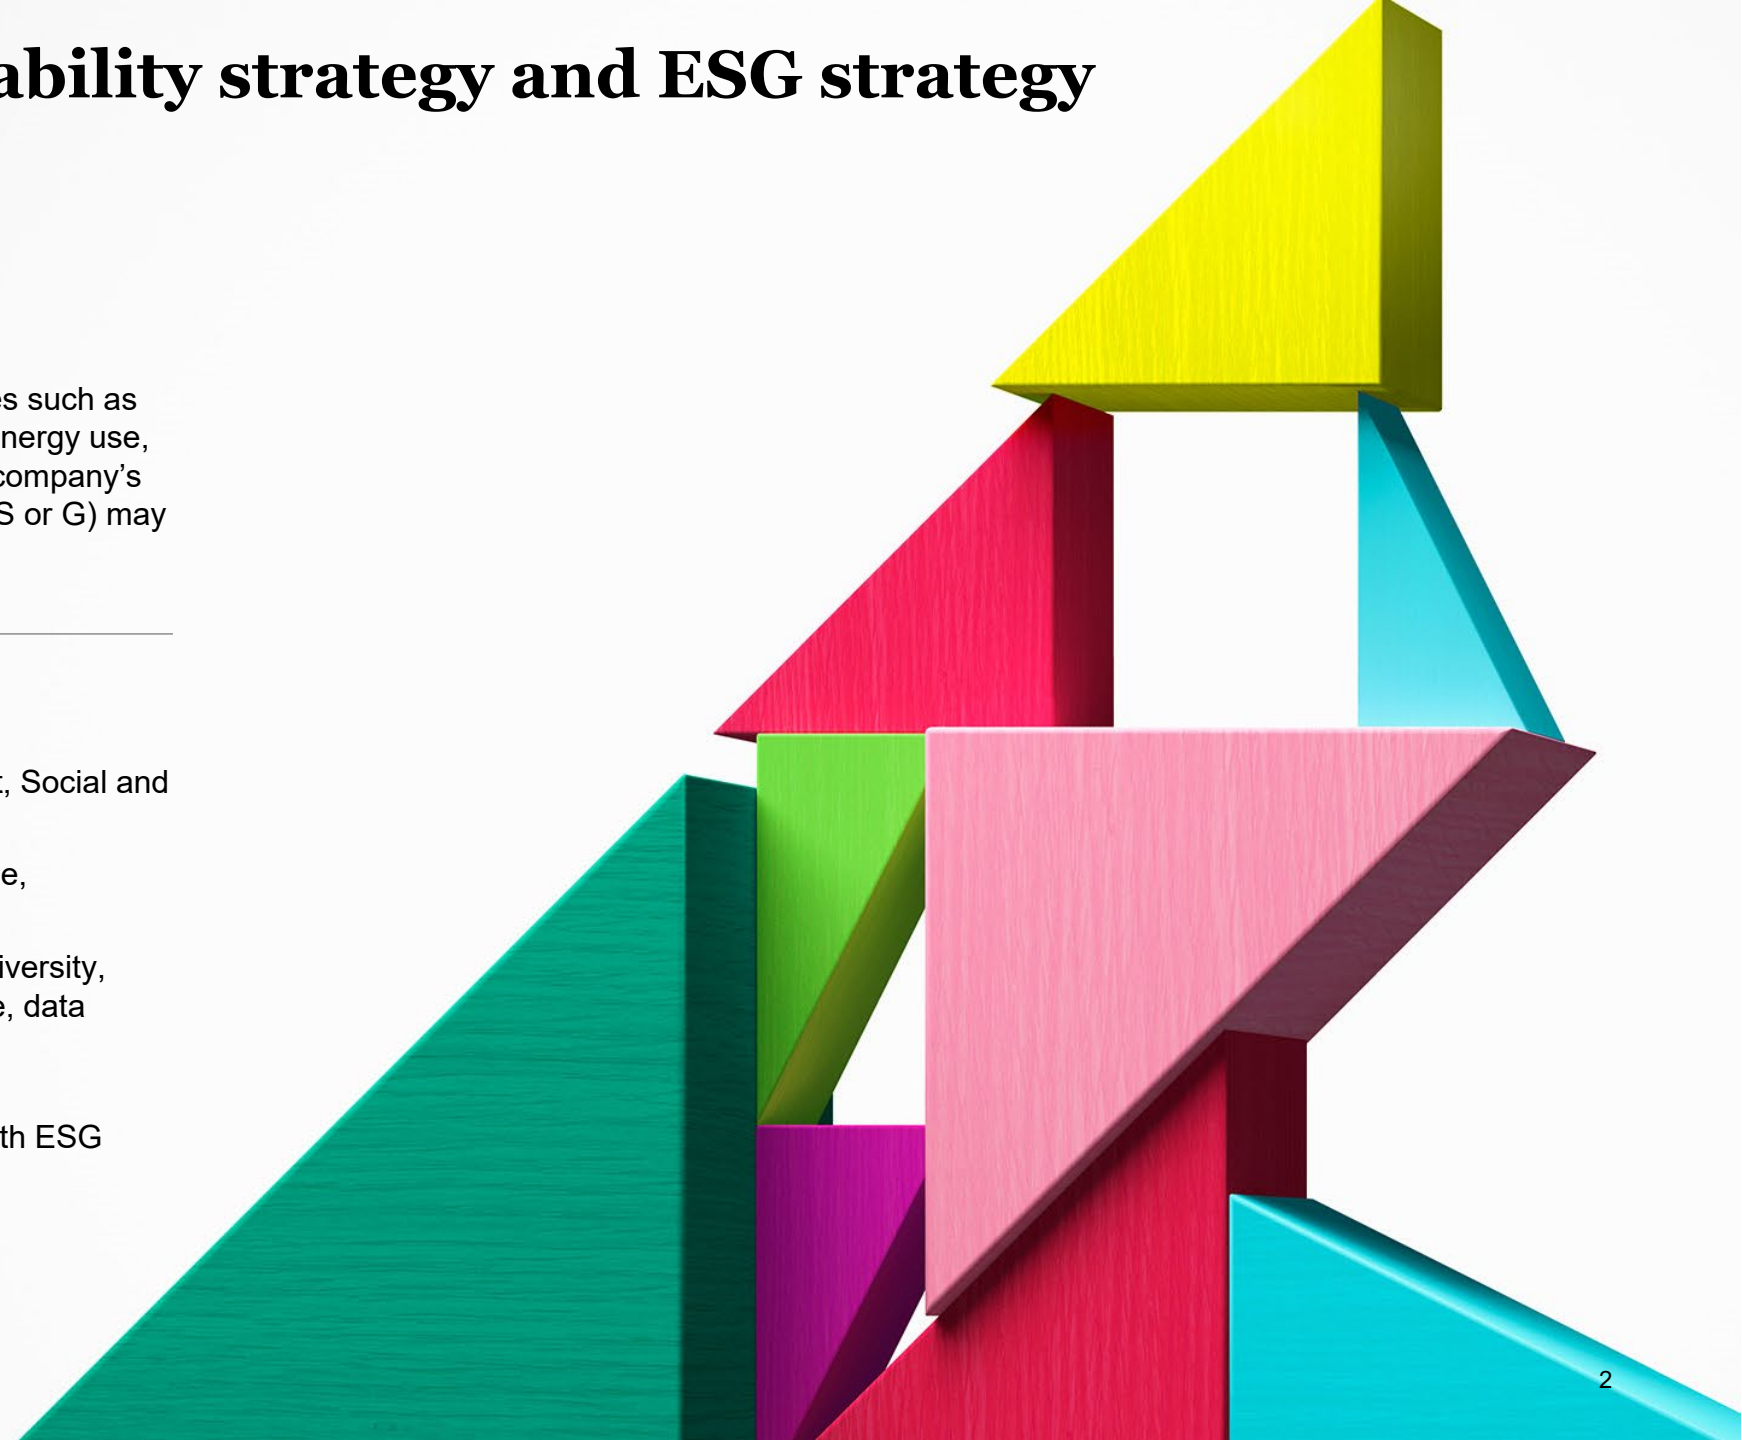 ability strategy and ESG strategy
es such as
nergy use,
company’s
S or G) may
t, Social and
e,
iversity,
e, data
th ESG
2